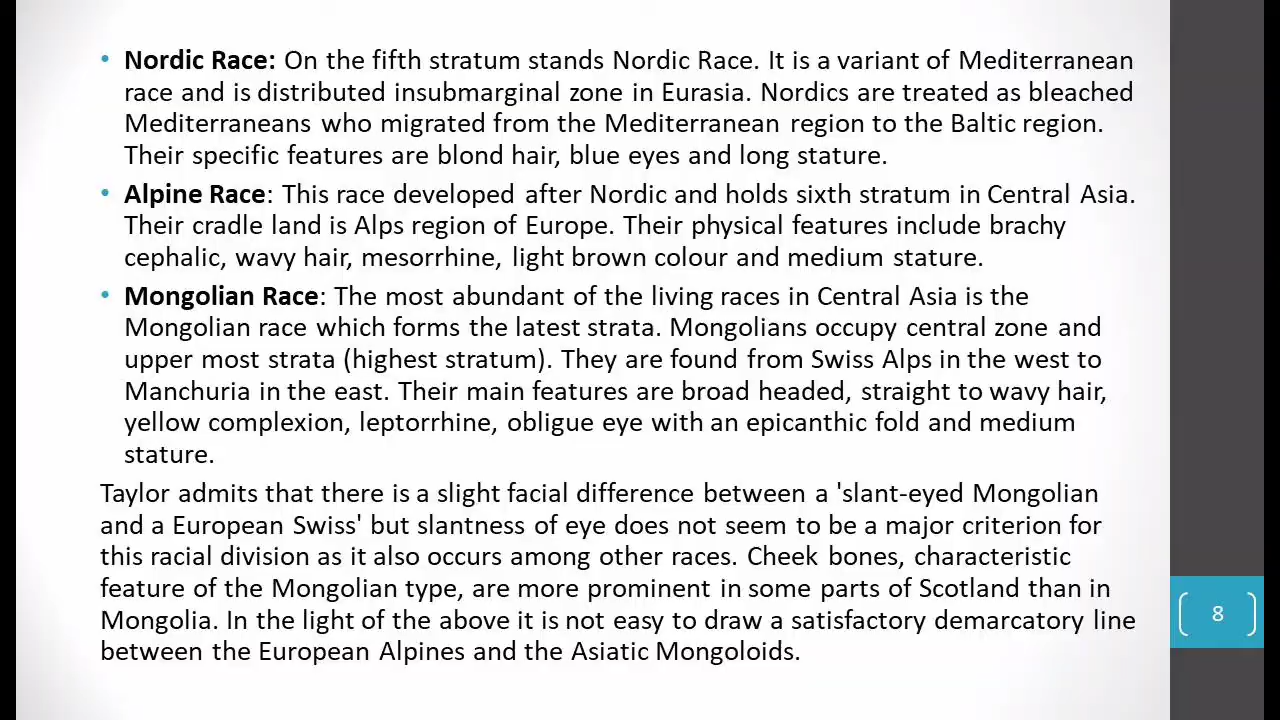 • Nordic Race: On the fifth stratum stands Nordic Race. It is a variant of Mediterranean
race and is distributed insubmarginal zone in Eurasia. Nordics are treated as bleached
Mediterraneans who migrated from the Mediterranean region to the Baltic region.
Their specific features are blond hair, blue eyes and long stature.
• Alpine Race: This race developed after Nordic and holds sixth stratum in Central Asia.
Their cradle land is Alps region of Europe. Their physical features include brachy
cephalic, wavy hair, mesorrhine, light brown colour and medium stature.
• Mongolian Race: The most abundant of the living races in Central Asia is the
Mongolian race which forms the latest strata. Mongolians occupy central zone and
upper most strata (highest stratum). They are found from Swiss Alps in the west to
Manchuria in the east. Their main features are broad headed, straight to wavy hair,
yellow complexion, leptorrhine, obligue eye with an epicanthic fold and medium
stature.
Taylor admits that there is a slight facial difference between a 'slant-eyed Mongolian
and a European Swiss' but slantness of eye does not seem to be a major criterion for
this racial division as it also occurs among other races. Cheek bones, characteristic
feature of the Mongolian type, are more prominent in some parts of Scotland than in
Mongolia. In the light of the above it is not easy to draw a satisfactory demarcatory line
between the European Alpines and the Asiatic Mongoloids.
8